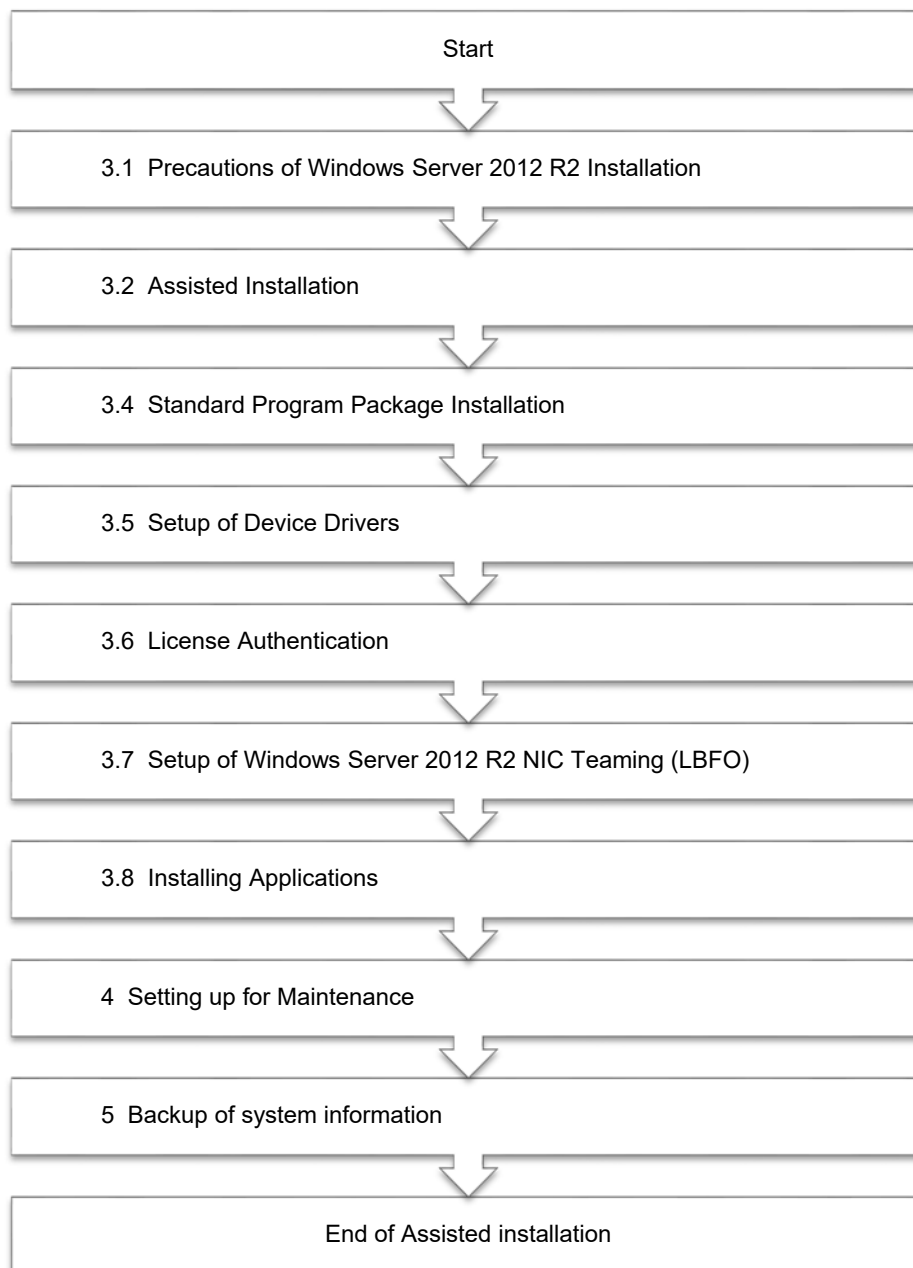 Start
3.1 Precautions of Windows Server 2012 R2 Installation
3.2 Assisted Installation
3.4 Standard Program Package Installation
3.5 Setup of Device Drivers
3.6 License Authentication
3.7 Setup of Windows Server 2012 R2 NIC Teaming (LBFO)
3.8 Installing Applications
4 Setting up for Maintenance
5 Backup of system information
End of Assisted installation